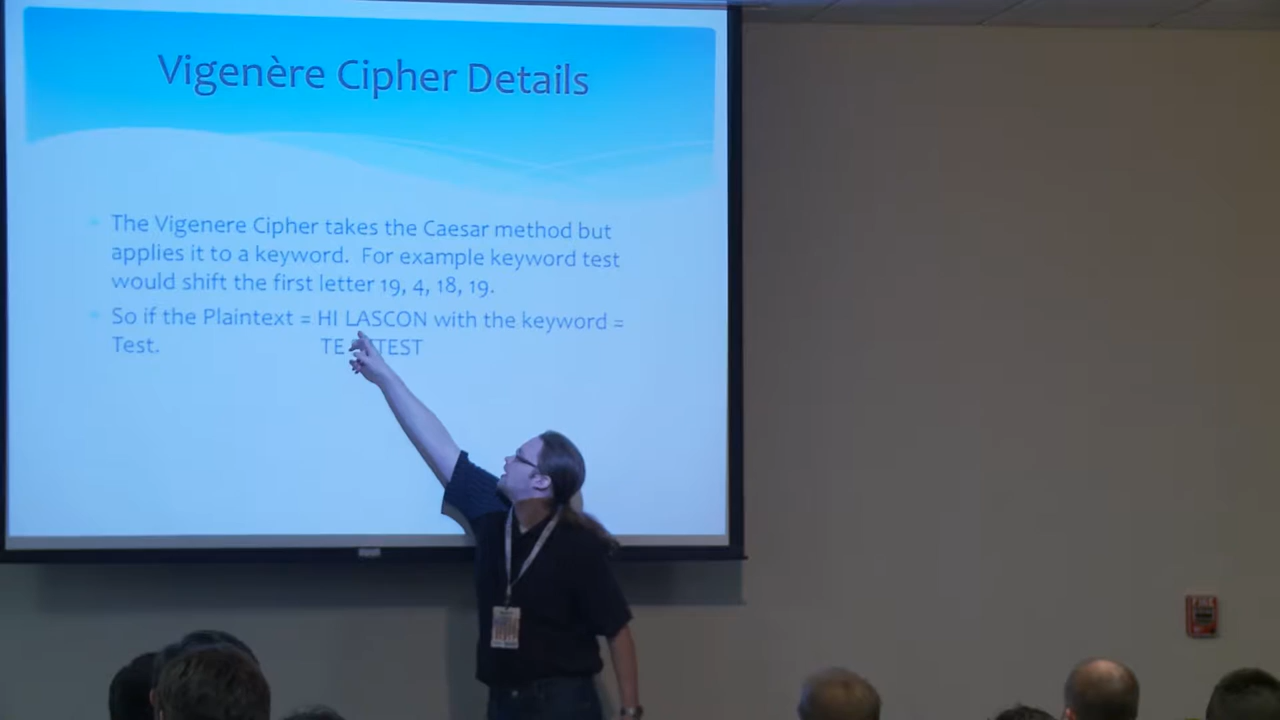 Vigenère Cipher Details
The Vigenere Cipher takes the Caesar method but
applies it to a keyword. For example keyword test
would shift the first letter 19, 4, 18, 19.
So if the Plaintext = HI LASCON with the keyword =
Test. TE TEST